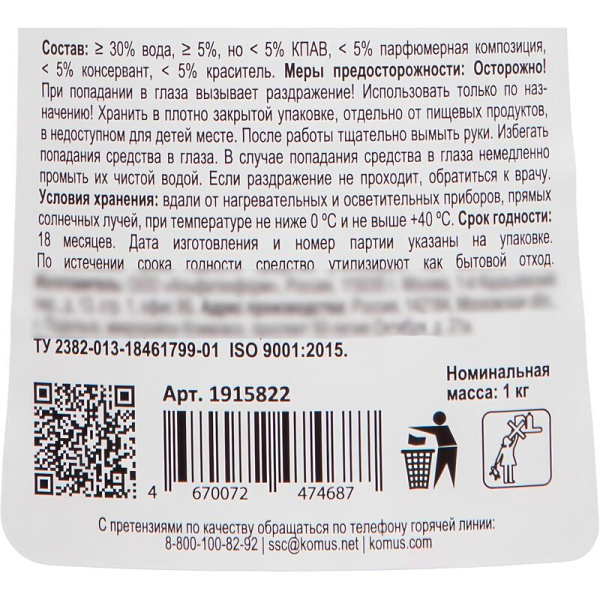 Состав: ≥ 30% вода, ≥ 5%, но < 5% КПАВ, < 5% парфюмерная композиция,
< 5% консервант, < 5% краситель. Меры предосторожности: Осторожно!
При попадании в глаза вызывает раздражение! Использовать только по наз-
начению! Хранить в плотно закрытой упаковке, отдельно от пищевых продуктов,
в недоступном для детей месте. После работы тщательно вымыть руки. Избегать
попадания средства в глаза. В случае попадания средства в глаза немедленно
промыть их чистой водой. Если раздражение не проходит, обратиться к врачу.
Условия хранения: вдали от нагревательных и осветительных приборов, прямых
солнечных лучей, при температуре не ниже 0 ºС и не выше +40 ºС. Срок годности:
18 месяцев. Дата изготовления и номер партии указаны на упаковке.
По истечении срока годности средство утилизируют как бытовой отход.
ТУ 2382-013-18461799-01 ISO 9001:2015.
Арт. 1915822
Номинальная
масса: 1 кг
4 670072 474687
С претензиями по качеству обращаться по телефону горячей линии:
8-800-100-82-92 | ssc@komus.net | komus.com